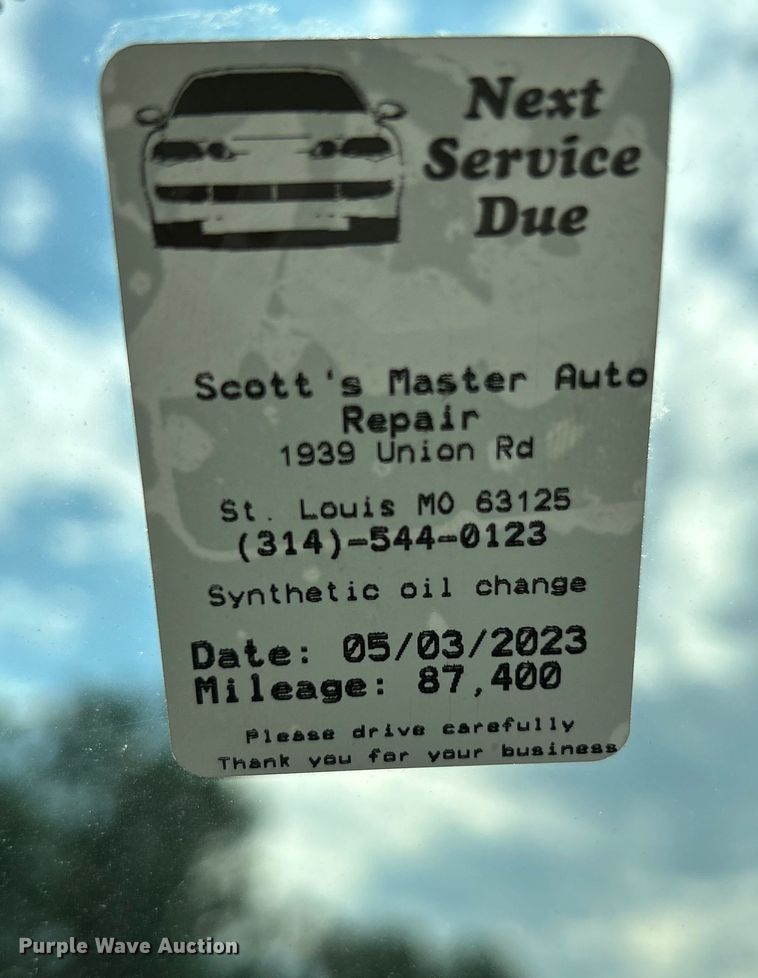 Next
Service
Due
Scott's Master Auto
Repair
1939 Union Rd
St. Louis MO 63125
(314)-544-0123
Synthetic oil change
Date: 05/03/2023
Mileage: 87,400
Please drive carefully
Thank you for your business
Purple Wave Auction